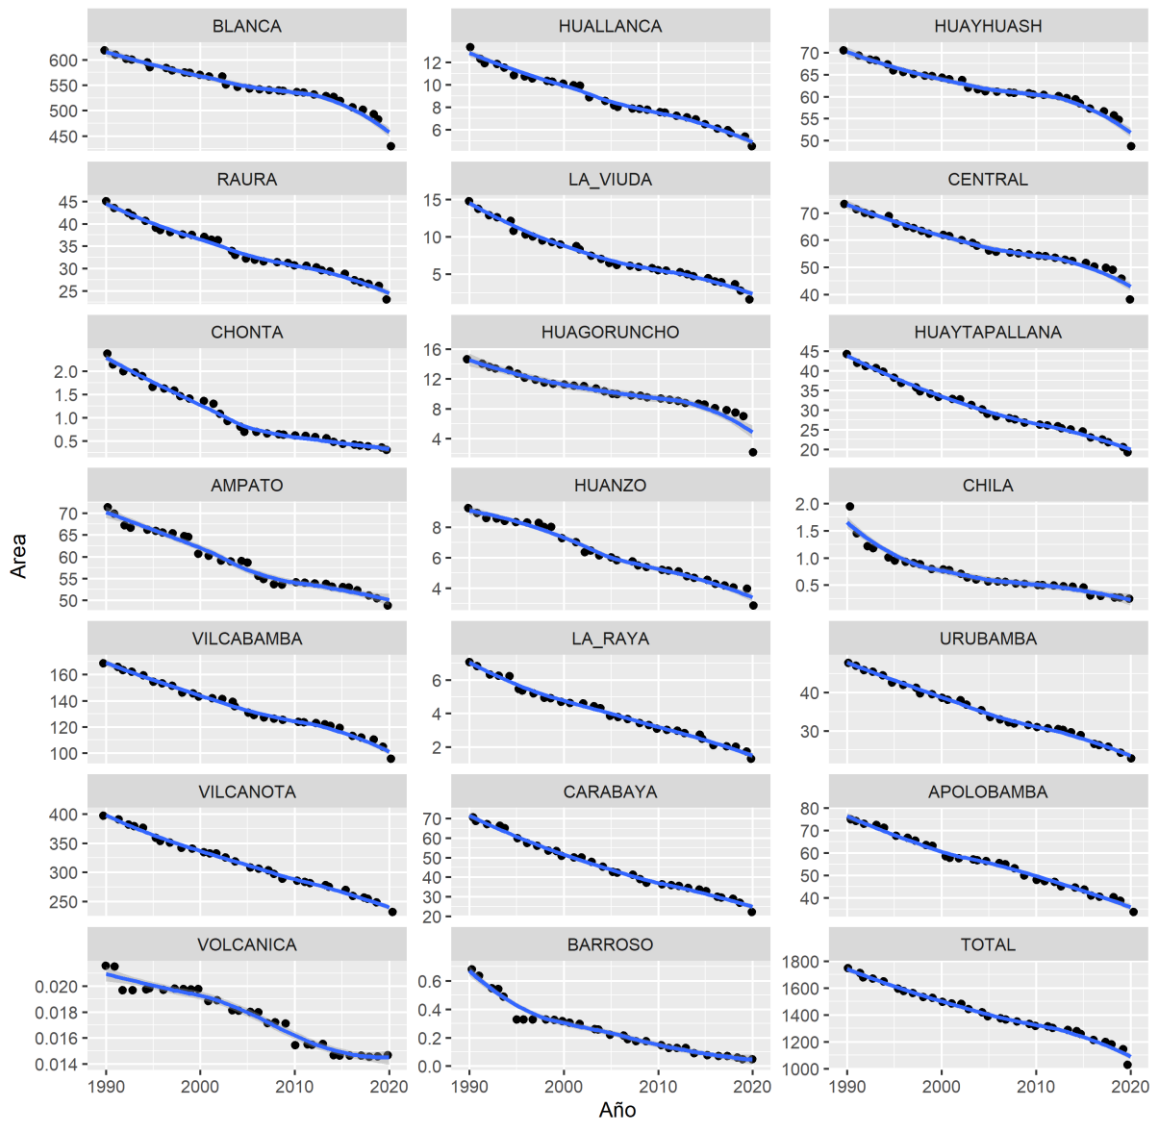 BLANCA HUALLANCA HUAYHUASH
600 550 500 450
12 10 8 6
70 65 60 55 50
RAURA LA_VIUDA CENTRAL
45 40 35 30 25
15 10 5
70 60 50 40
CHONTA HUAGORUNCHO HUAYTAPALLANA
2.0 1.5 1.0 0.5
16 12 8 4
45 40 35 30 25 20
AMPATO HUANZO CHILA
70 65 60 55 50
8 6 4
2.0 1.5 1.0 0.5
Area
VILCABAMBA LA_RAYA URUBAMBA
160 140 120 100
6 4 2
40 30
VILCANOTA CARABAYA APOLOBAMBA
400 350 300 250
70 60 50 40 30 20
80 70 60 50 40
VOLCANICA BARROSO TOTAL
0.020 0.018 0.016 0.014
0.6 0.4 0.2 0.0
1800 1600 1400 1200 1000
1990 2000 2010 2020 1990 2000 2010 2020 1990 2000 2010 2020
Año